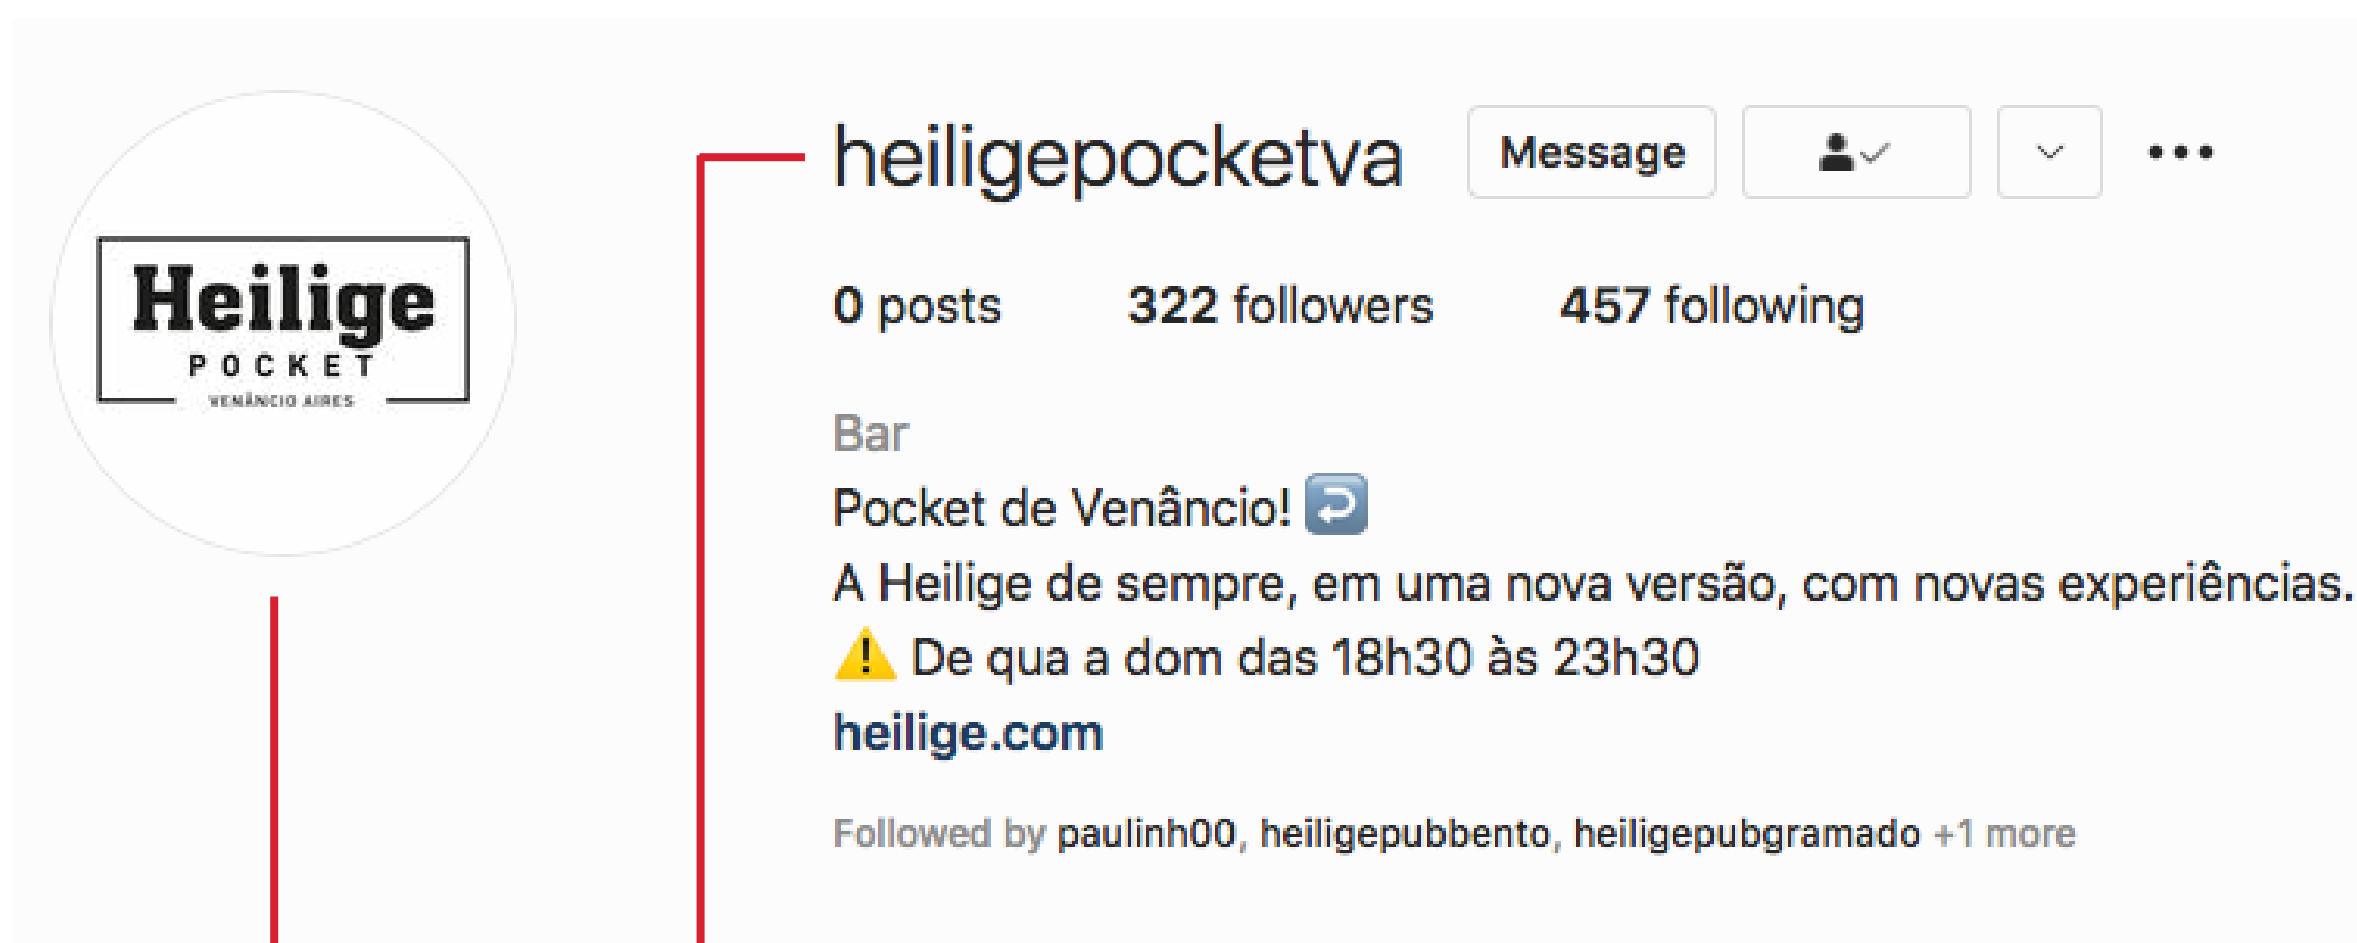 Heilige
POCKET
VENÂNCIO AIRES
heiligepocketva Message
0 posts 322 followers 457 following
Bar
Pocket de Venâncio!
A Heilige de sempre, em uma nova versão, com novas experiências.
De qua a dom das 18h30 às 23h30
heilige.com
Followed by paulinh00, heiligepubbento, heiligepubgramado +1 more